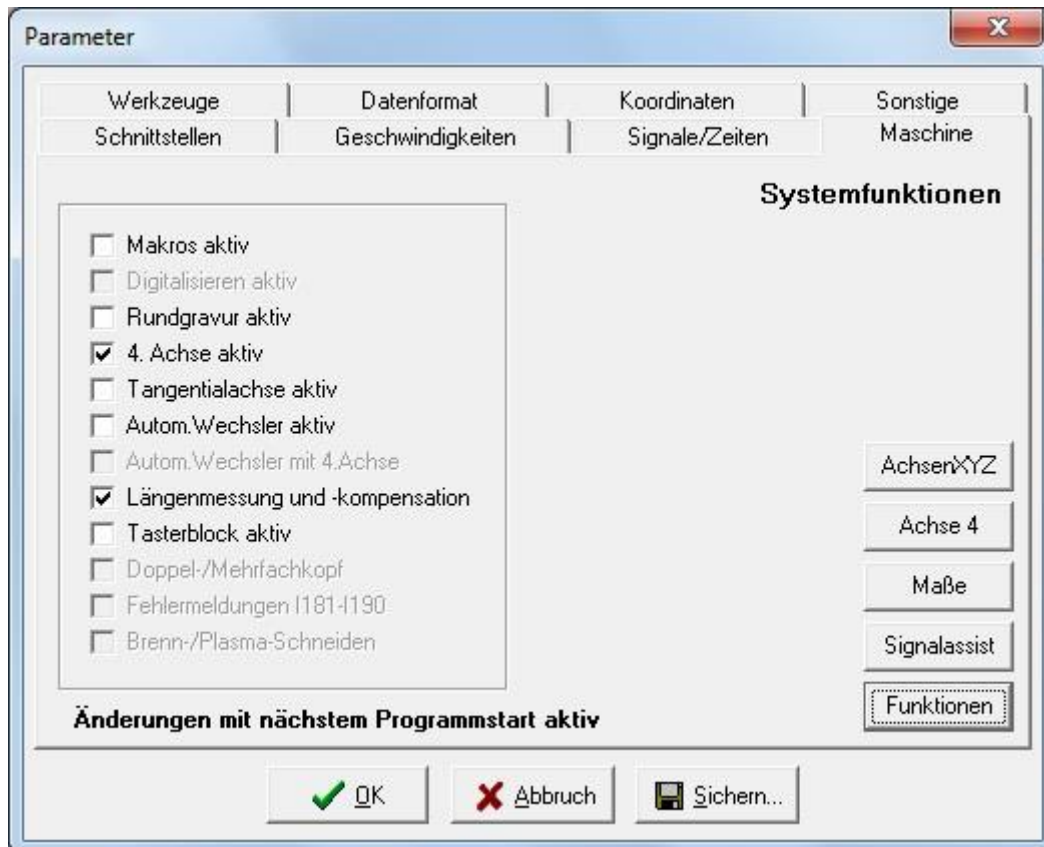 Parameter
Werkzeuge
Datenformat
Koordinaten
Sonstige
Schnittstellen
Geschwindigkeiten
Signale/Zeiten
Maschine
Systemfunktionen
Makros aktiv
Digitalisieren aktiv
Rundgravur aktiv
4. Achse aktiv
Tangentialachse aktiv
Autom.Wechsler aktiv
Autom.Wechsler mit 4.Achse
Längenmessung und -kompensation
Tasterblock aktiv
Doppel-/Mehrfachkopf
Fehlermeldungen I181-I190
Brenn-/Plasma-Schneiden
AchsenXYZ
Achse 4
Maße
Signalassist
Funktionen
Änderungen mit nächstem Programmstart aktiv
OK
Abbruch
Sichern...